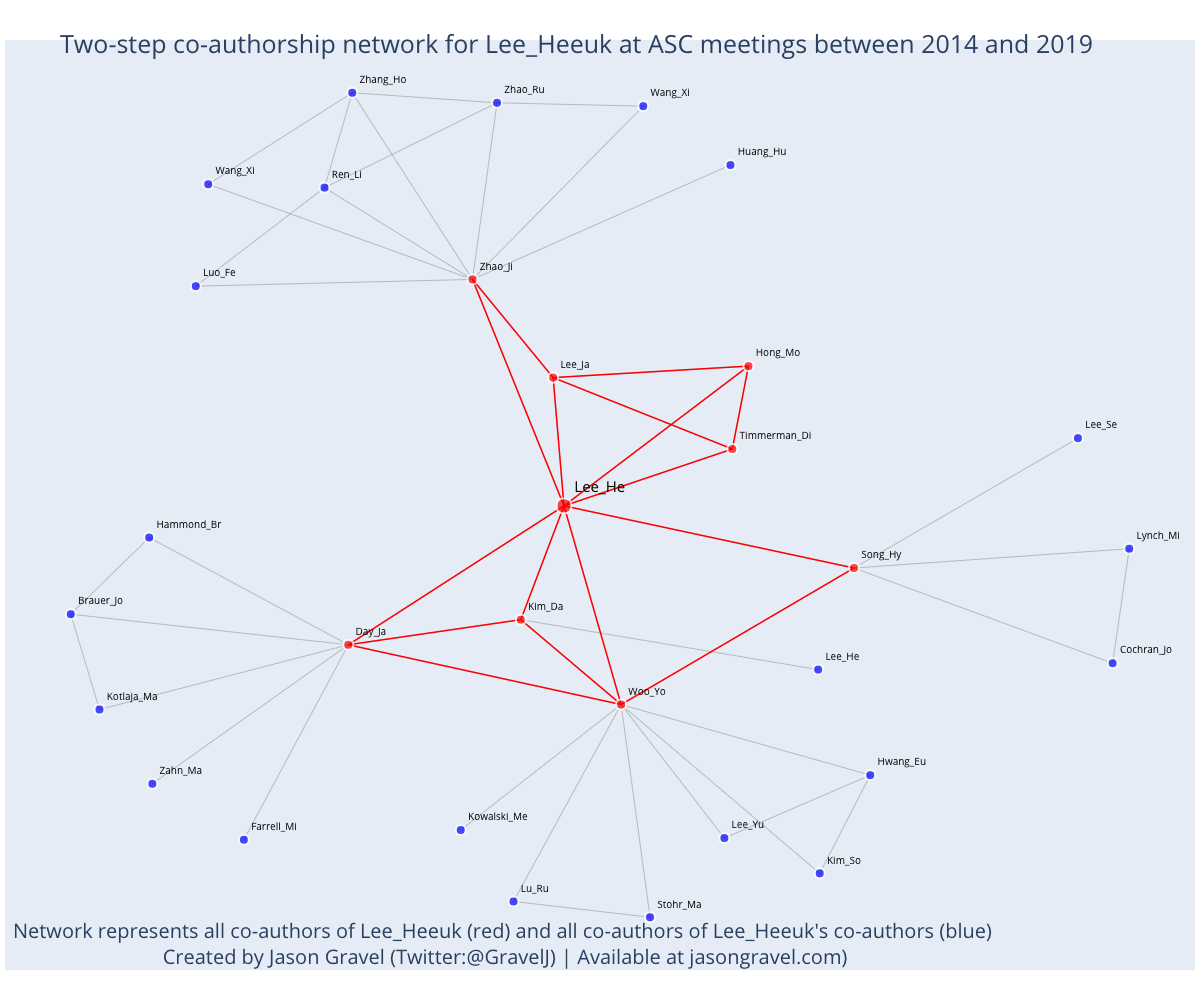 Two-step co-authorship network for Lee_Heeuk at ASC meetings between 2014 and 2019
Zhang_Ho
Zhao_Ru
Wang_Xi
Huang_Hu
Wang_Xi
Ren_Li
Zhao_Ji
Luo_Fe
Hong_Mo
Lee_Ja
Lee_Se
Timmerman_Di
Lee_He
Hammond_Br
Lynch_Mi
Song_Hy
Brauer_Jo
Kim_Da
Day_Ja
Cochran_Jo
Lee_He
Kotlaja_Ma
Woo_Yo
Zahn_Ma
Hwang_Eu
Kowalski_Me
Farrell_Mi
Lee_Yu
Kim_So
Lu_Ru
Stohr_Ma
Network represents all co-authors of Lee_Heeuk (red) and all co-authors of Lee_Heeuk's co-authors (blue)
Created by Jason Gravel (Twitter:@GravelJ) | Available at jasongravel.com)